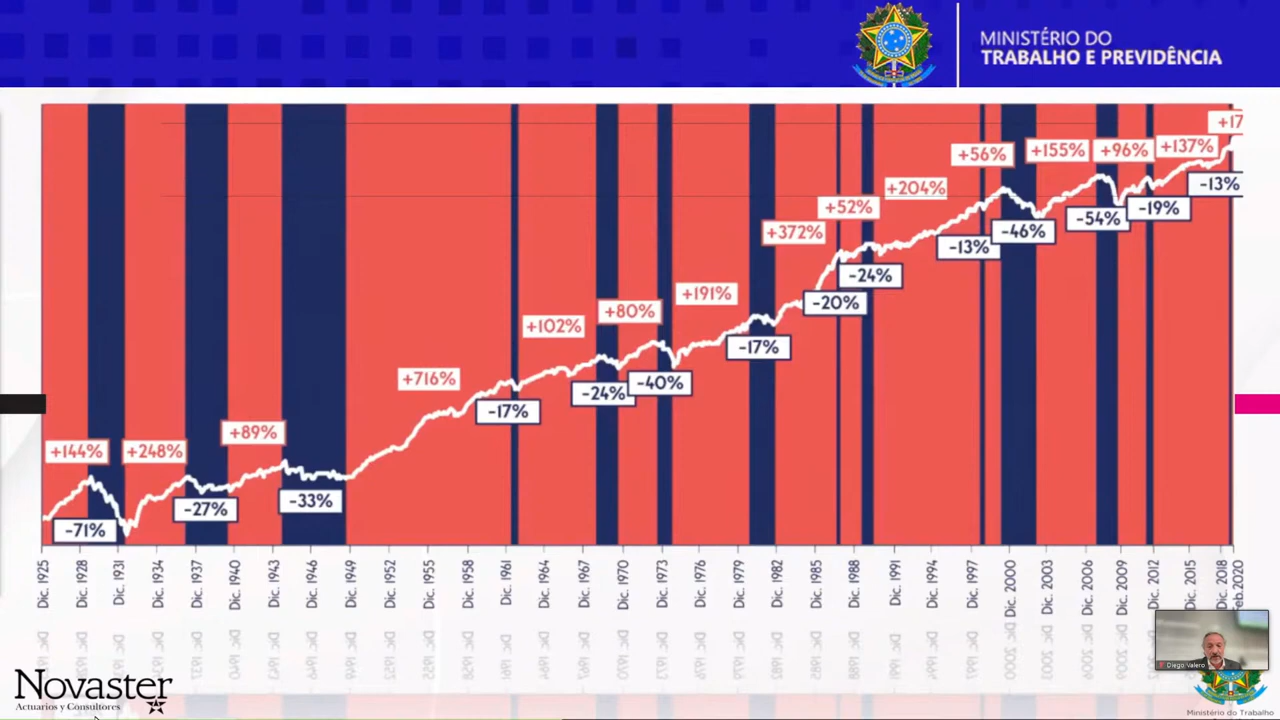 MINISTÉRIO DO
TRABALHO E PREVIDÊNCIA
+17
+137%
+96%
+155%
+56%
-13%
+204%
-19%
+52%
-54%
-46%
+372%
-13%
-24%
+191%
-20%
+80%
+102%
-17%
+716%
-40%
-24%
-17%
+89%
+144%
+248%
-33%
-27%
-71%
Dic. 1925
Dic. 1928
Dic. 1931
Dic. 1934
Dic. 1937
Dic. 1940
Dic. 1943
Dic. 1946
Dic. 1949
Dic. 1952
Dic. 1955
Dic. 1958
Dic. 1961
Dic. 1964
Dic. 1967
Dic. 1970
Dic. 1973
Dic. 1976
Dic. 1979
Dic. 1982
Dic. 1985
Dic. 1988
Dic. 1991
Dic. 1994
Dic. 1997
Dic. 2000
Dic. 2003
Dic. 2006
Dic. 2009
Dic. 2012
Dic. 2015
Dic. 2018
Feb. 2020
Diego Valero
Novaster
Actuarios y Consultores
Ministério do Trabalho